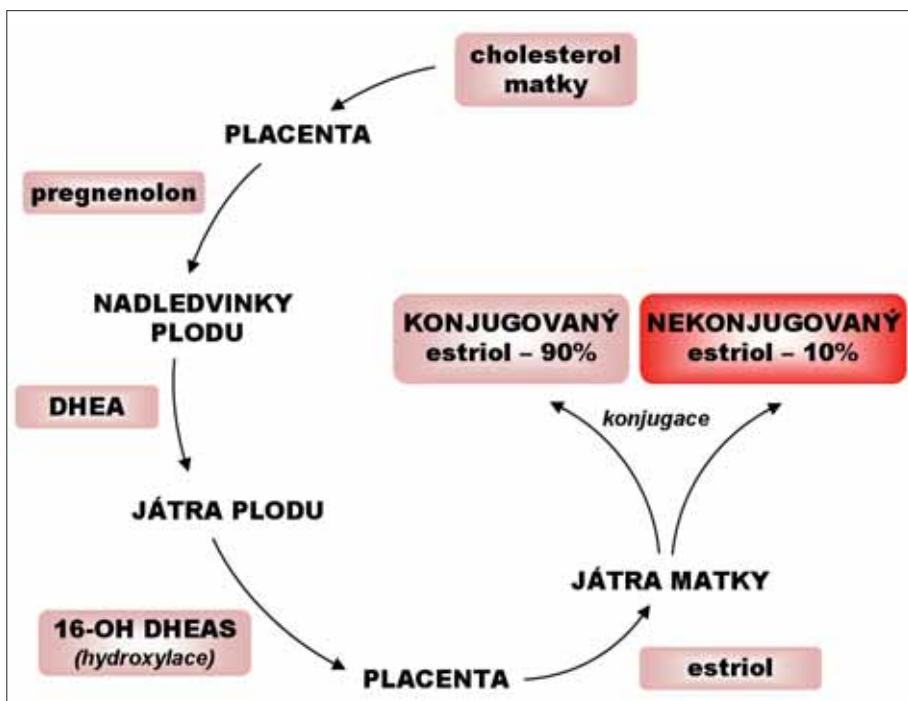 cholesterol
matky
PLACENTA
pregnenolon
NADLEDVINKY
PLODU
DHEA
JÁTRA PLODU
16-OH DHEAS
(hydroxylace)
PLACENTA
estriol
JÁTRA MATKY
konjugace
KONJUGOVANÝ
estriol – 90%
NEKONJUGOVANÝ
estriol – 10%